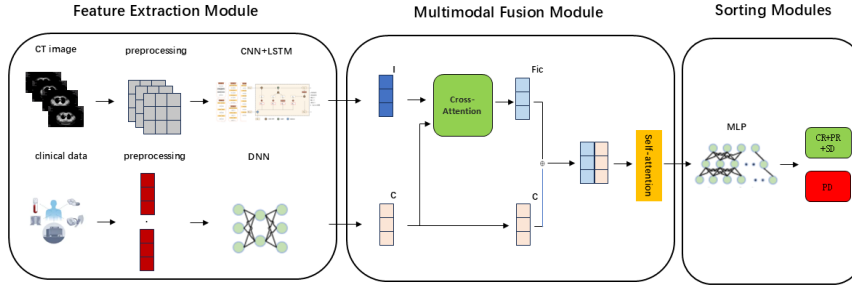 Feature Extraction Module
Multimodal Fusion Module
Sorting Modules
CT image
preprocessing
CNN+LSTM
I
Fic
Cross-
Attention
MLP
CR+PR
+SD
Self-attention
clinical data
preprocessing
DNN
C
C
PD